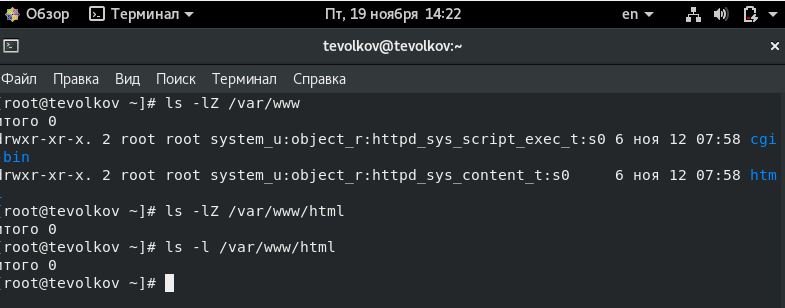 Обзор Терминал Пт, 19 ноября 14:22 en
tevolkov@tevolkov:~
Файл Правка Вид Поиск Терминал Справка
[root@tevolkov ~]# ls -lZ /var/www
итого 0
drwxr-xr-x. 2 root root system_u:object_r:httpd_sys_script_exec_t:s0 6 ноя 12 07:58 cgi
-bin
drwxr-xr-x. 2 root root system_u:object_r:httpd_sys_content_t:s0 6 ноя 12 07:58 htm
l
[root@tevolkov ~]# ls -lZ /var/www/html
итого 0
[root@tevolkov ~]# ls -l /var/www/html
итого 0
[root@tevolkov ~]#